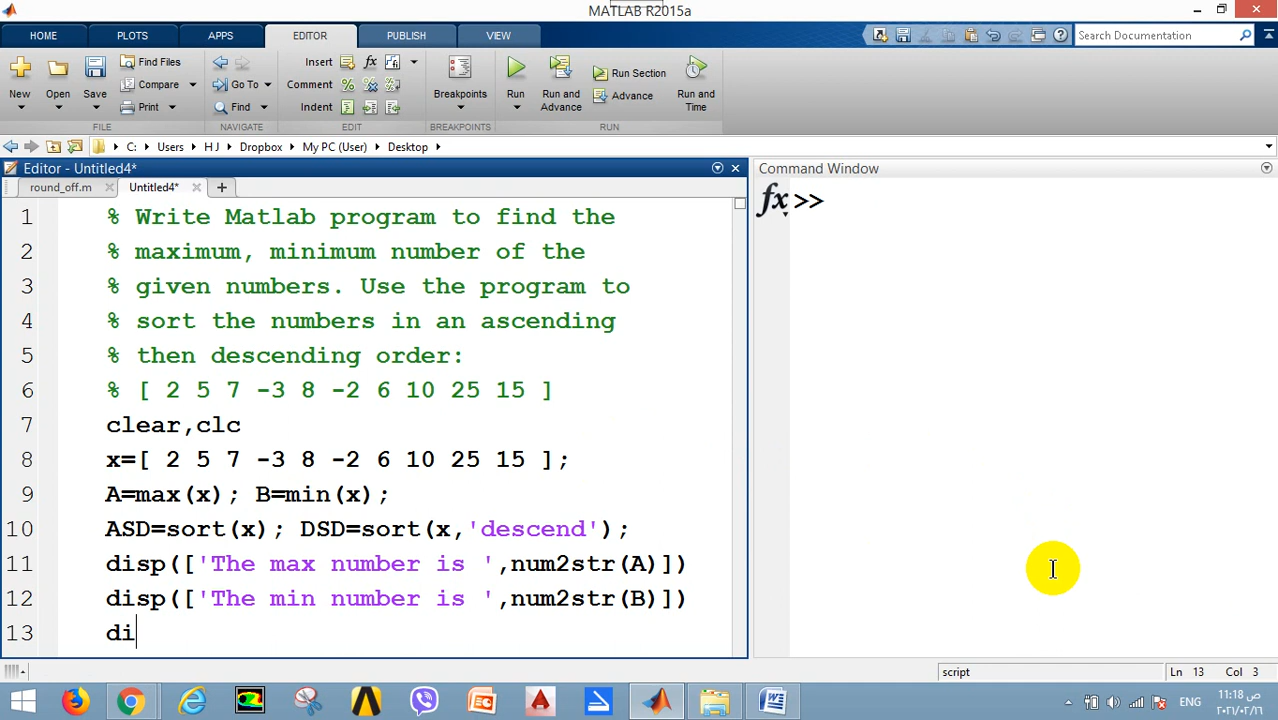 MATLAB R2015a
HOME PLOTS APPS EDITOR PUBLISH VIEW Search Documentation
New Open Save Find Files Compare Print
Go To Find
Insert fx Comment % Indent
Breakpoints
Run Run and Advance Run Section Advance Run and Time
FILE NAVIGATE EDIT BREAKPOINTS RUN
C: Users H J Dropbox My PC (User) Desktop
Editor - Untitled4*
round_off.m Untitled4*
1 % Write Matlab program to find the
2 % maximum, minimum number of the
3 % given numbers. Use the program to
4 % sort the numbers in an ascending
5 % then descending order:
6 % [ 2 5 7 -3 8 -2 6 10 25 15 ]
7 clear,clc
8 x=[ 2 5 7 -3 8 -2 6 10 25 15 ];
9 A=max(x); B=min(x);
10 ASD=sort(x); DSD=sort(x,'descend');
11 disp(['The max number is ',num2str(A)])
12 disp(['The min number is ',num2str(B)])
13 di
Command Window
fx >>
script Ln 13 Col 3
ENG
11:18 ص